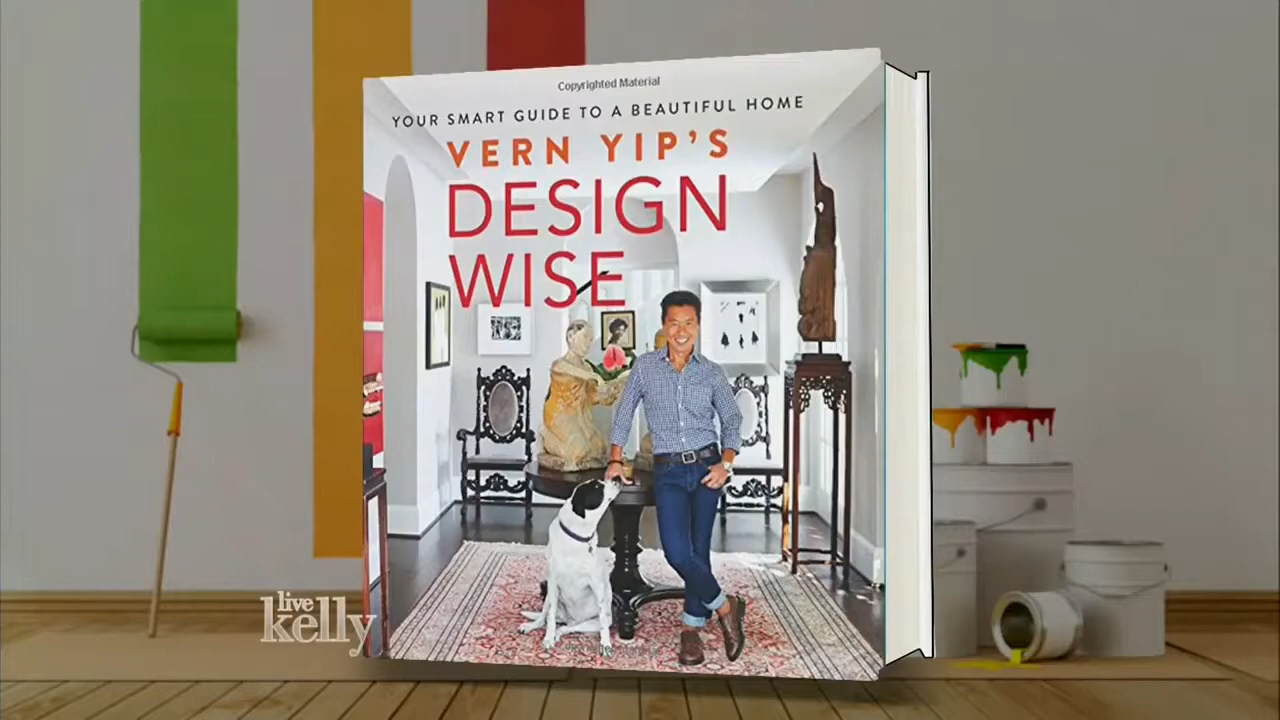 Copyrighted Material
YOUR SMART GUIDE TO A BEAUTIFUL HOME
VERN YIP'S
DESIGN
WISE
live
kelly